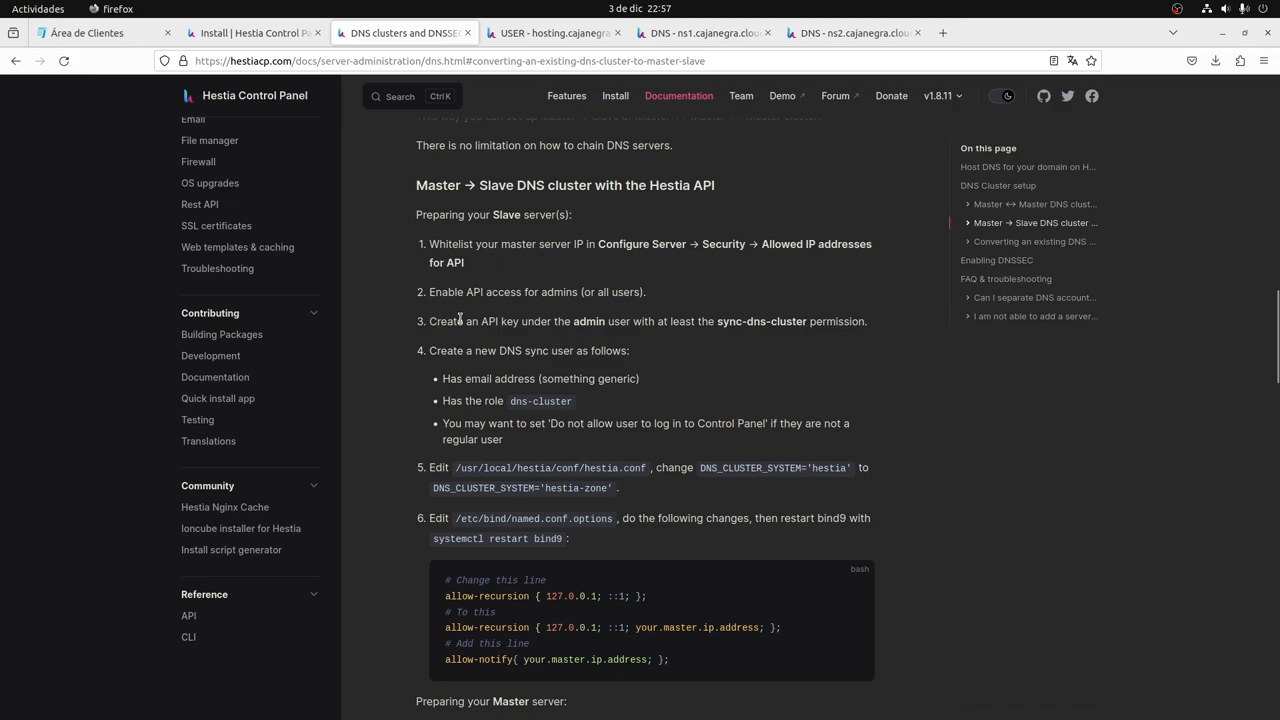 Actividades
firefox
3 de dic 22:57
Área de Clientes
Install | Hestia Control Pa
DNS clusters and DNSSEC
USER - hosting.cajanegra.
DNS - ns1.cajanegra.cloud
DNS - ns2.cajanegra.cloud
https://hestiacp.com/docs/server-administration/dns.html#converting-an-existing-dns-cluster-to-master-slave
Hestia Control Panel
Search Ctrl K
Features
Install
Documentation
Team
Demo
Forum
Donate
v1.8.11
Email
File manager
Firewall
OS upgrades
Rest API
SSL certificates
Web templates & caching
Troubleshooting
Contributing
Building Packages
Development
Documentation
Quick install app
Testing
Translations
Community
Hestia Nginx Cache
Ioncube installer for Hestia
Install script generator
Reference
API
CLI
There is no limitation on how to chain DNS servers.
Master → Slave DNS cluster with the Hestia API
Preparing your Slave server(s):
1. Whitelist your master server IP in Configure Server → Security → Allowed IP addresses
for API
2. Enable API access for admins (or all users).
3. Create an API key under the admin user with at least the sync-dns-cluster permission.
4. Create a new DNS sync user as follows:
• Has email address (something generic)
• Has the role dns-cluster
• You may want to set 'Do not allow user to log in to Control Panel' if they are not a
regular user
5. Edit /usr/local/hestia/conf/hestia.conf, change DNS_CLUSTER_SYSTEM='hestia' to
DNS_CLUSTER_SYSTEM='hestia-zone'.
6. Edit /etc/bind/named.conf.options, do the following changes, then restart bind9 with
systemctl restart bind9:
bash
# Change this line
allow-recursion { 127.0.0.1; ::1; };
# To this
allow-recursion { 127.0.0.1; ::1; your.master.ip.address; };
# Add this line
allow-notify{ your.master.ip.address; };
Preparing your Master server:
On this page
Host DNS for your domain on H...
DNS Cluster setup
Master <-> Master DNS clust...
Master -> Slave DNS cluster ...
Converting an existing DNS ...
Enabling DNSSEC
FAQ & troubleshooting
Can I separate DNS account...
I am not able to add a server...